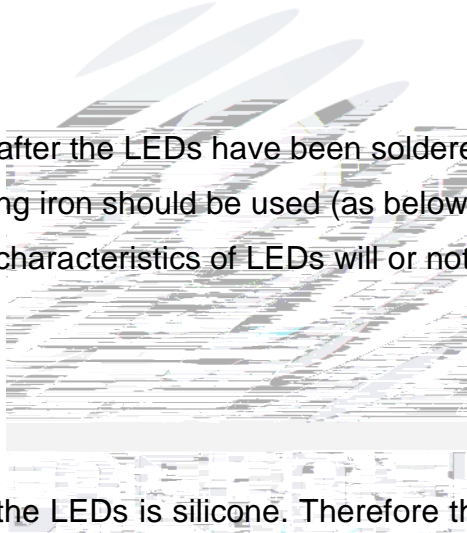 after the LEDs have been soldere
ng iron should be used (as below
characteristics of LEDs will or not
the LEDs is silicone. Therefore th